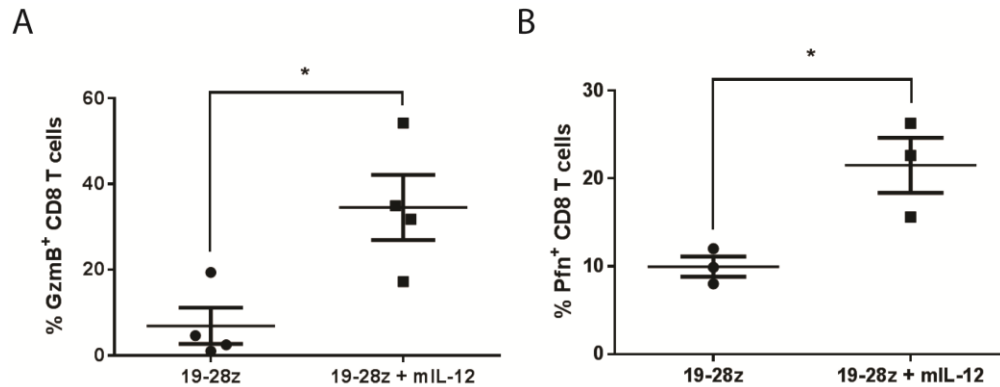 A
*
% GzmB+ CD8 T cells
60
40
20
0
19-28z
19-28z + mIL-12
B
*
% Pfn+ CD8 T cells
30
20
10
0
19-28z
19-28z + mIL-12